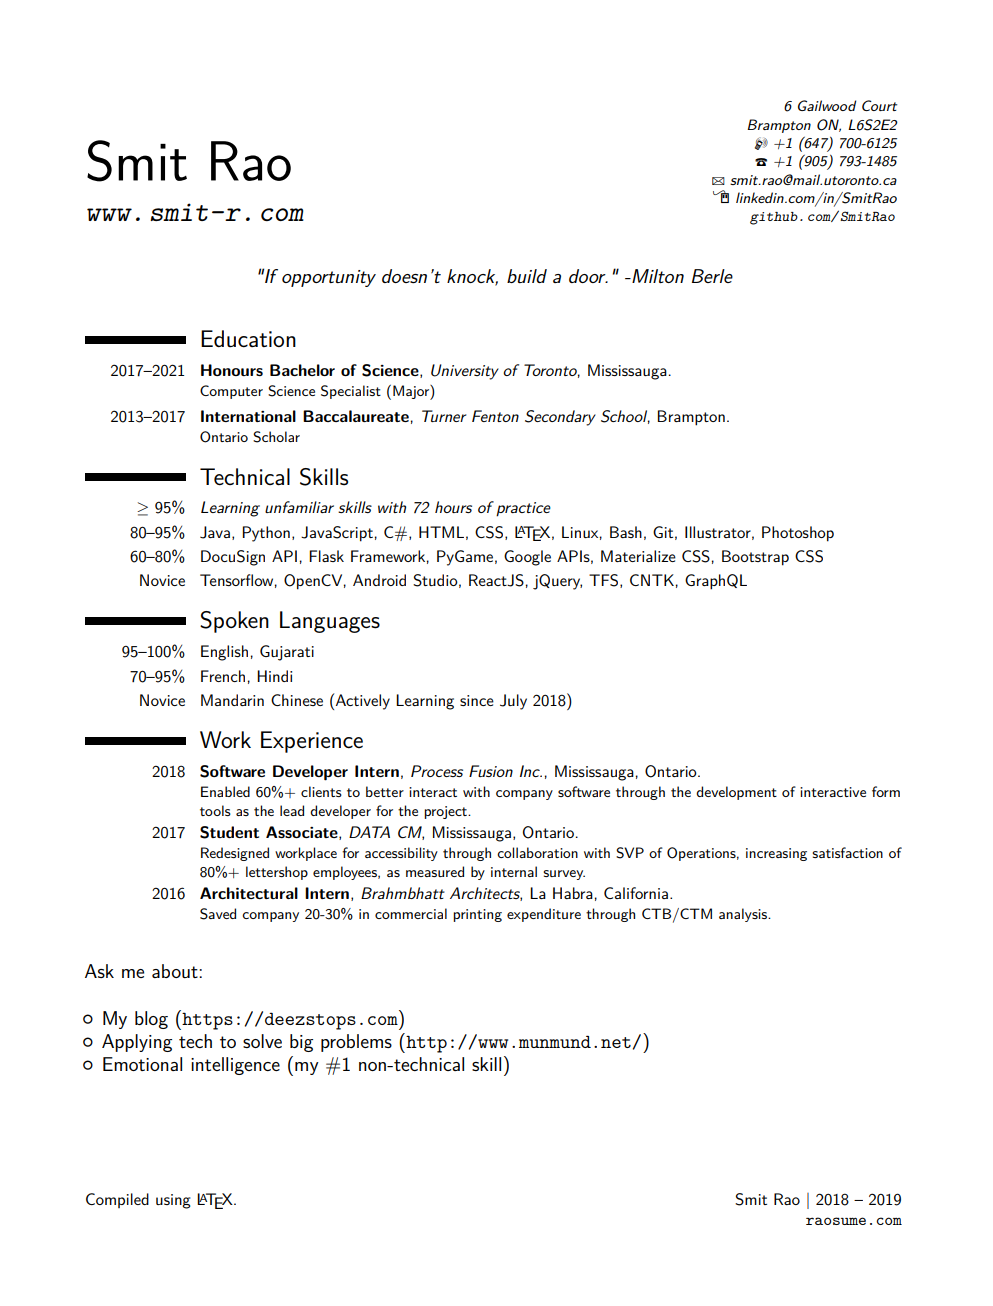 Smit Rao
www.smit-r.com
6 Gailwood Court
Brampton ON, L6S2E2
+1 (647) 700-6125
+1 (905) 793-1485
smit.rao@mail.utoronto.ca
linkedin.com/in/SmitRao
github.com/SmitRao
"If opportunity doesn't knock, build a door." -Milton Berle
Education
2017–2021 Honours Bachelor of Science, University of Toronto, Mississauga.
Computer Science Specialist (Major)
2013–2017 International Baccalaureate, Turner Fenton Secondary School, Brampton.
Ontario Scholar
Technical Skills
≥ 95% Learning unfamiliar skills with 72 hours of practice
80–95% Java, Python, JavaScript, C#, HTML, CSS, LATEX, Linux, Bash, Git, Illustrator, Photoshop
60–80% DocuSign API, Flask Framework, PyGame, Google APIs, Materialize CSS, Bootstrap CSS
Novice Tensorflow, OpenCV, Android Studio, ReactJS, jQuery, TFS, CNTK, GraphQL
Spoken Languages
95–100% English, Gujarati
70–95% French, Hindi
Novice Mandarin Chinese (Actively Learning since July 2018)
Work Experience
2018 Software Developer Intern, Process Fusion Inc., Mississauga, Ontario.
Enabled 60%+ clients to better interact with company software through the development of interactive form
tools as the lead developer for the project.
2017 Student Associate, DATA CM, Mississauga, Ontario.
Redesigned workplace for accessibility through collaboration with SVP of Operations, increasing satisfaction of
80%+ lettershop employees, as measured by internal survey.
2016 Architectural Intern, Brahmbhatt Architects, La Habra, California.
Saved company 20-30% in commercial printing expenditure through CTB/CTM analysis.
Ask me about:
○ My blog (https://deezstops.com)
○ Applying tech to solve big problems (http://www.munmund.net/)
○ Emotional intelligence (my #1 non-technical skill)
Compiled using LATEX.
Smit Rao | 2018 – 2019
raosume.com